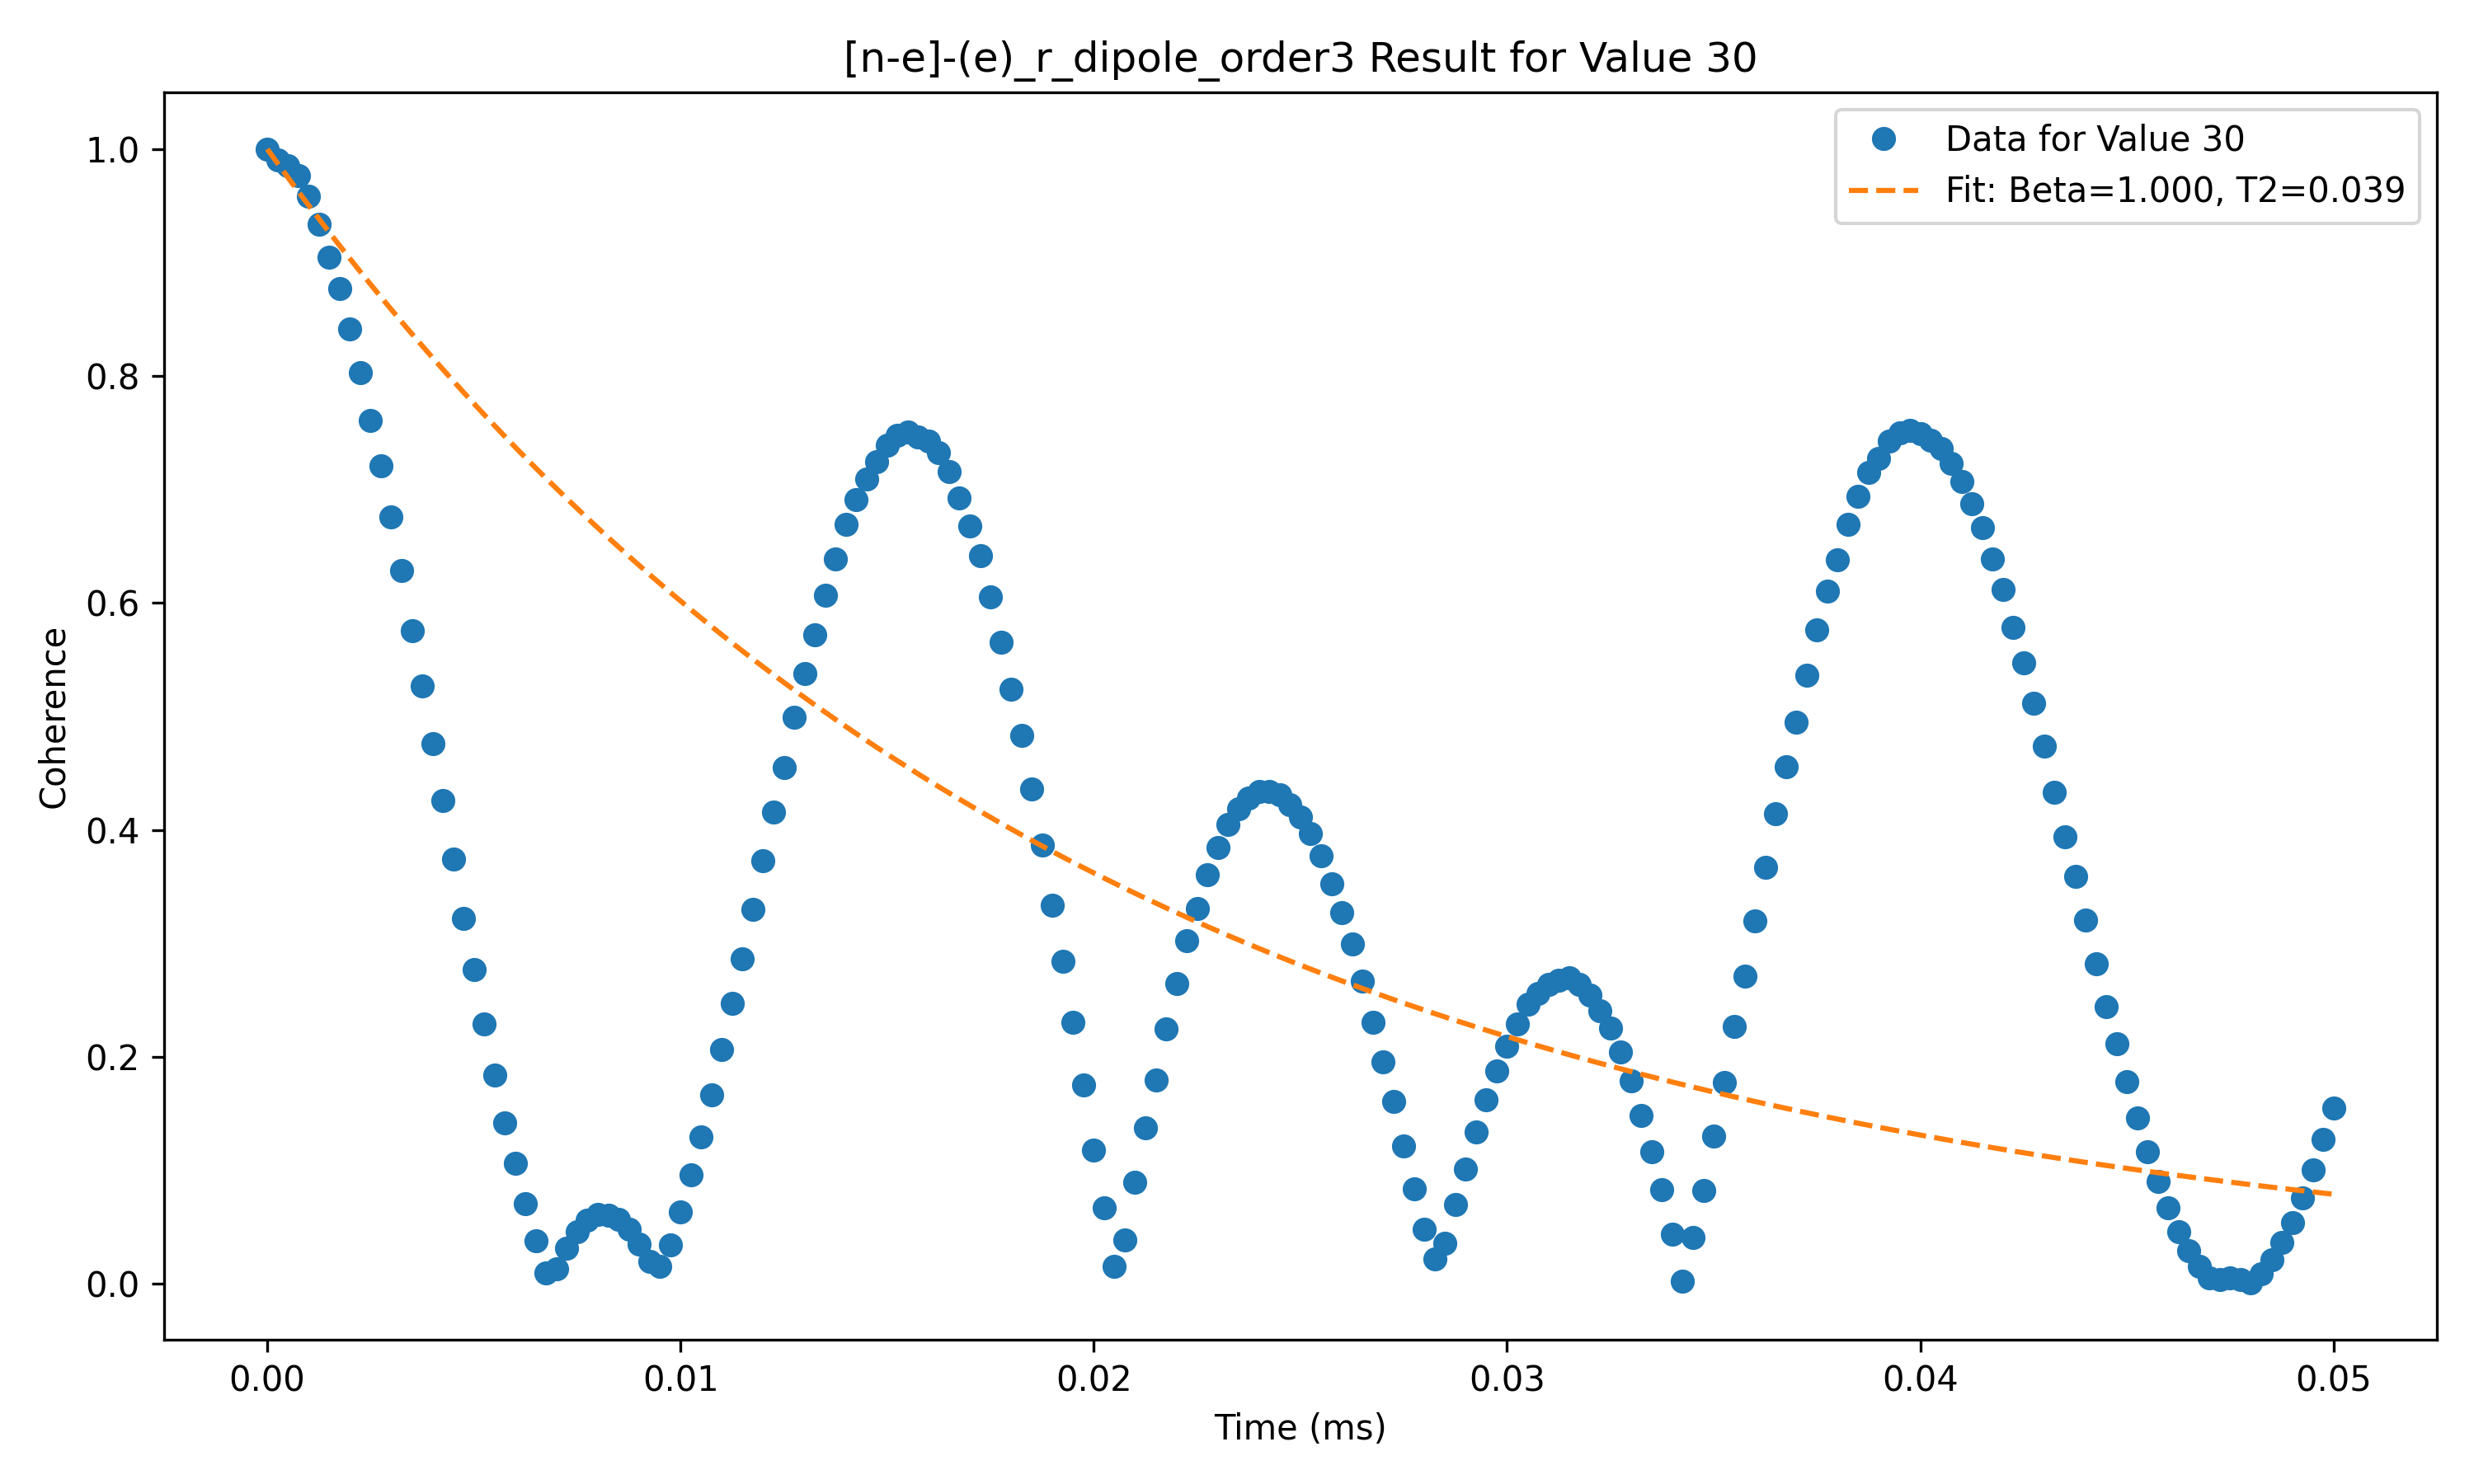 [n-e]-(e)_r_dipole_order3 Result for Value 30
Data for Value 30
Fit: Beta=1.000, T2=0.039
Coherence
1.0
0.8
0.6
0.4
0.2
0.0
0.00 0.01 0.02 0.03 0.04 0.05
Time (ms)